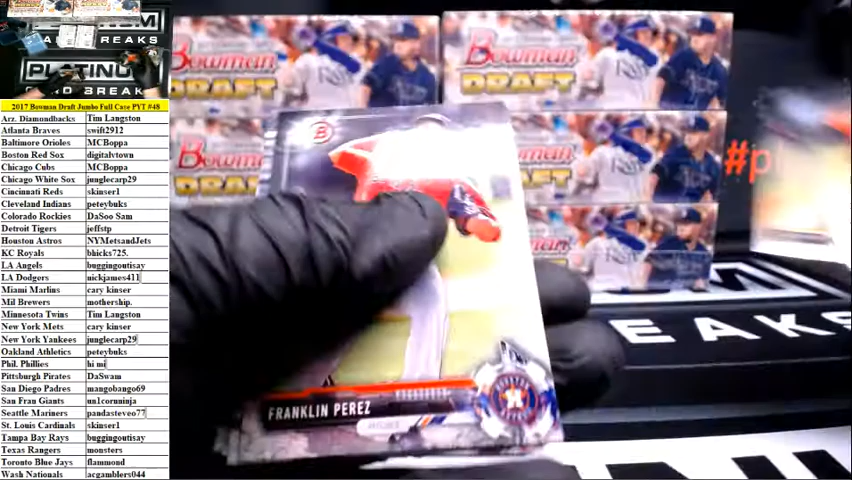 PLATINUM
AND BREAKS
2017 Bowman Draft Jumbo Full Case PYT #48
Arz. Diamondbacks Tim Langston
Atlanta Braves swift2912
Baltimore Orioles MCBoppa
Boston Red Sox digitalvtown
Chicago Cubs MCBoppa
Chicago White Sox junglecarp29
Cincinnati Reds skinser1
Cleveland Indians peteybuks
Colorado Rockies DaSoo Sam
Detroit Tigers jeffstp
Houston Astros NYMetsandJets
KC Royals bhicks725.
LA Angels buggingoutisay
LA Dodgers nickjames411
Miami Marlins cary kinser
Mil Brewers mothership.
Minnesota Twins Tim Langston
New York Mets cary kinser
New York Yankees junglecarp29
Oakland Athletics peteybuks
Phil. Phillies hi mi
Pittsburgh Pirates DaSwam
San Diego Padres mangobango69
San Fran Giants un1cornninja
Seattle Mariners pandasteveo77
St. Louis Cardinals skinser1
Tampa Bay Rays buggingoutisay
Texas Rangers monsters
Toronto Blue Jays flammond
Wash Nationals acgamblers044
Bowman
DRAFT
Bowman
DRAFT
Bowman
Bowman
#p
B
FRANKLIN PEREZ
PITCHER
ASTROS
BREAKS